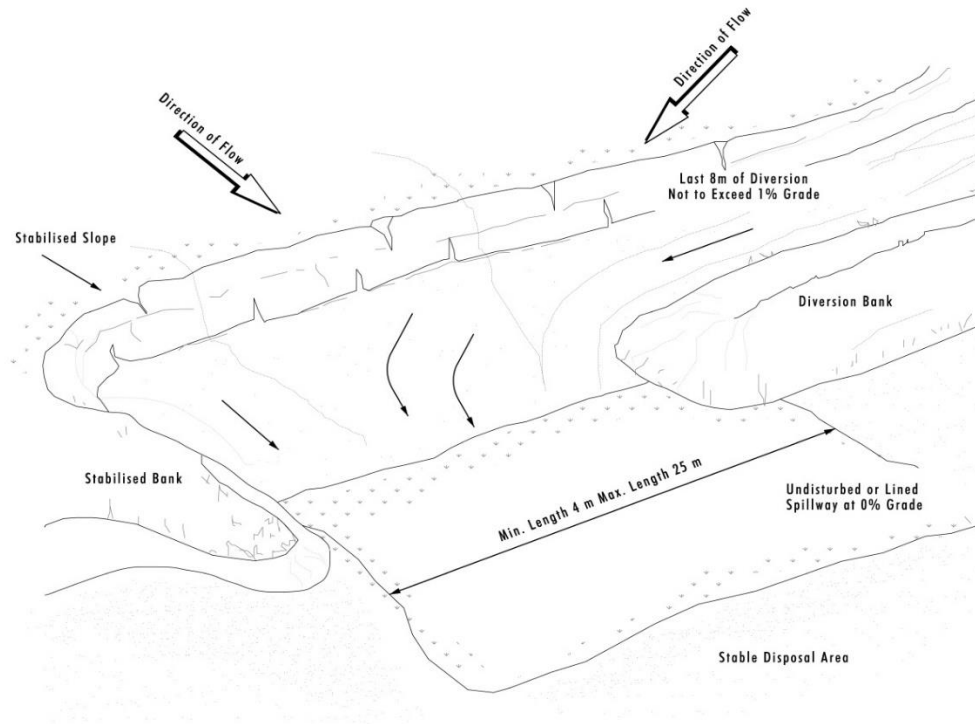 Direction of Flow
Direction of Flow
Last 8m of Diversion
Not to Exceed 1% Grade
Stabilised Slope
Diversion Bank
Min. Length 4 m Max. Length 25 m
Stabilised Bank
Undisturbed or Lined
Spillway at 0% Grade
Stable Disposal Area